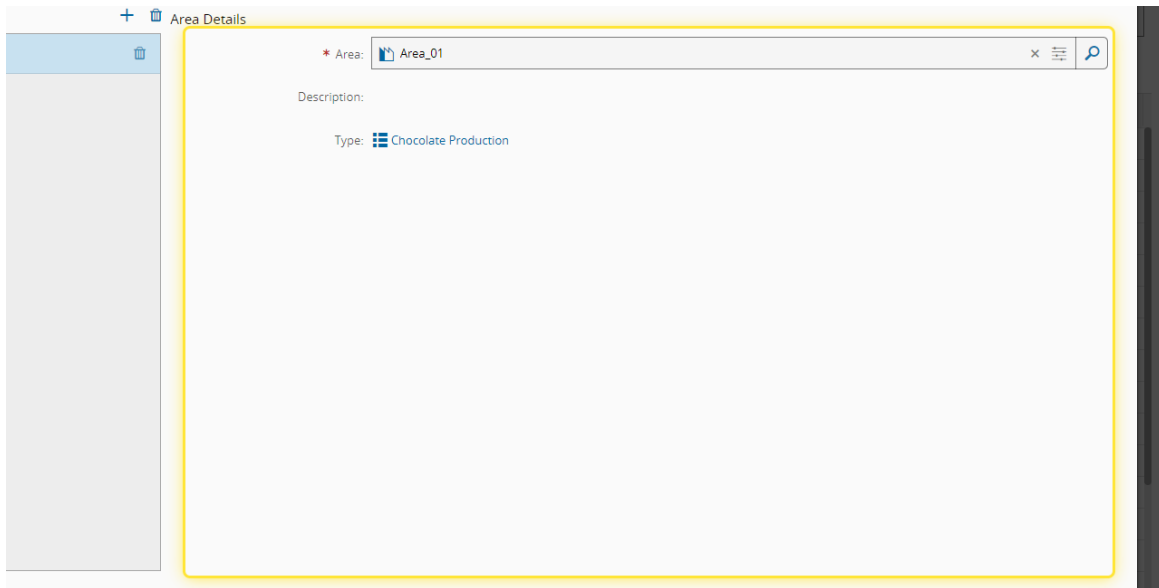 Area Details
* Area: Area_01
Description:
Type: Chocolate Production